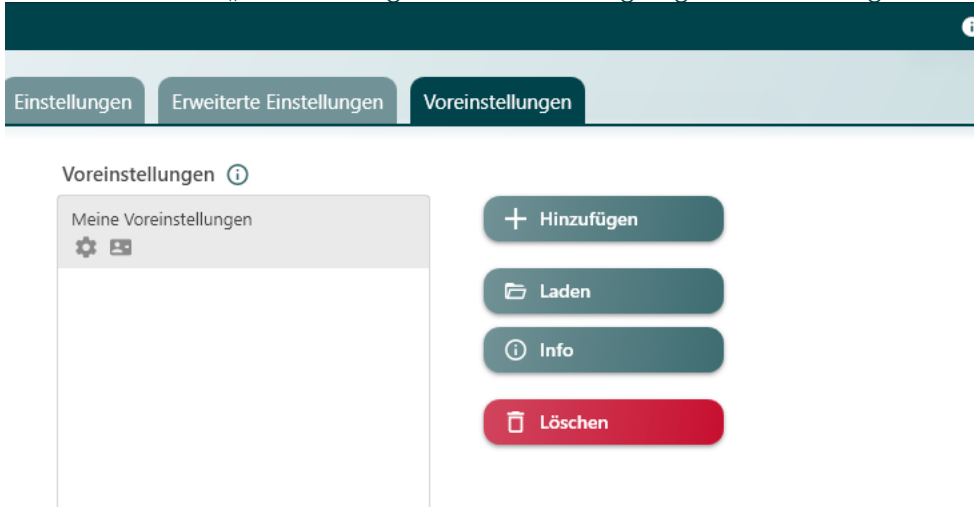 Einstellungen Erweiterte Einstellungen Voreinstellungen
Voreinstellungen
Meine Voreinstellungen
Hinzufügen
Laden
Info
Löschen